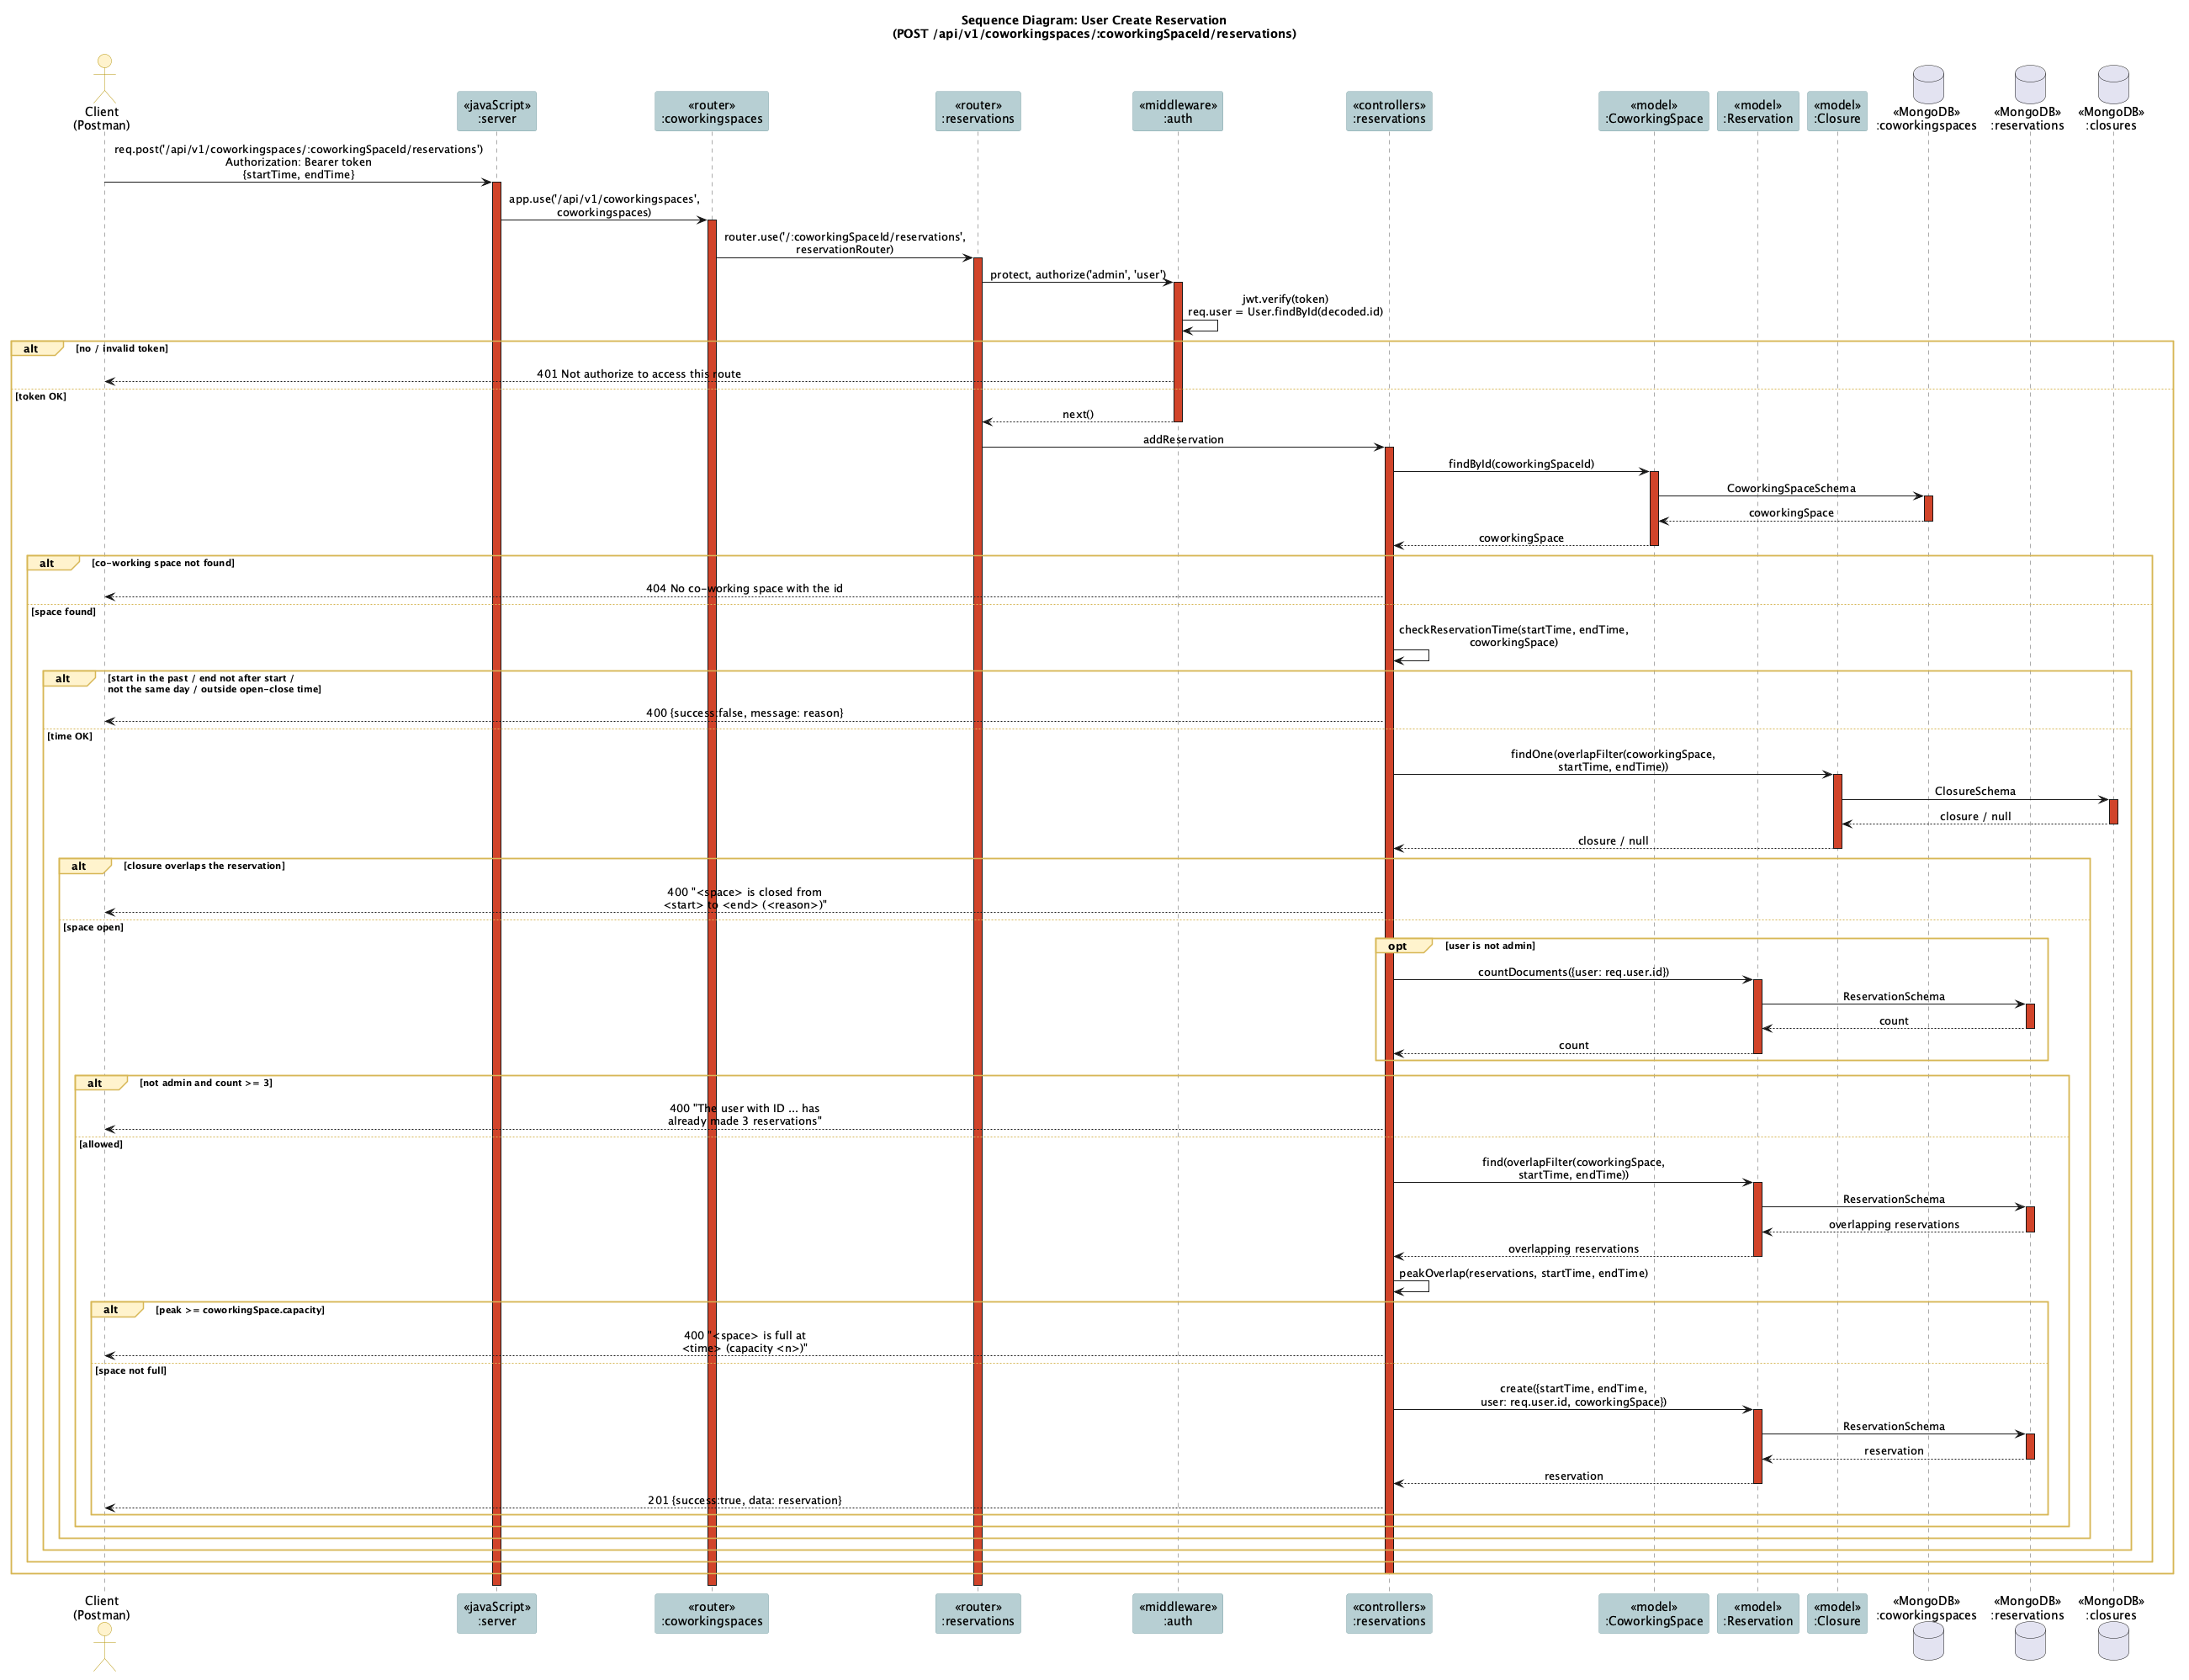 Sequence Diagram: User Create Reservation
(POST /api/v1/coworkingspaces/:coworkingSpaceId/reservations)
Client
(Postman)
«javaScript»
:server
«router»
:coworkingspaces
«router»
:reservations
«middleware»
:auth
«controllers»
:reservations
«model»
:CoworkingSpace
«model»
:Reservation
«model»
:Closure
«MongoDB»
:coworkingspaces
«MongoDB»
:reservations
«MongoDB»
:closures
req.post('/api/v1/coworkingspaces/:coworkingSpaceId/reservations')
Authorization: Bearer token
{startTime, endTime}
app.use('/api/v1/coworkingspaces',
coworkingspaces)
router.use('/:coworkingSpaceId/reservations',
reservationRouter)
protect, authorize('admin', 'user')
jwt.verify(token)
req.user = User.findById(decoded.id)
alt [no / invalid token]
401 Not authorize to access this route
[token OK]
next()
addReservation
findById(coworkingSpaceId)
CoworkingSpaceSchema
coworkingSpace
coworkingSpace
alt [co-working space not found]
404 No co-working space with the id
[space found]
checkReservationTime(startTime, endTime,
coworkingSpace)
alt [start in the past / end not after start /
not the same day / outside open-close time]
400 {success:false, message: reason}
[time OK]
findOne(overlapFilter(coworkingSpace,
startTime, endTime))
ClosureSchema
closure / null
closure / null
alt [closure overlaps the reservation]
400 "<space> is closed from
<start> to <end> (<reason>)"
[space open]
opt [user is not admin]
countDocuments({user: req.user.id})
ReservationSchema
count
count
alt [not admin and count >= 3]
400 "The user with ID ... has
already made 3 reservations"
[allowed]
find(overlapFilter(coworkingSpace,
startTime, endTime))
ReservationSchema
overlapping reservations
overlapping reservations
peakOverlap(reservations, startTime, endTime)
alt [peak >= coworkingSpace.capacity]
400 "<space> is full at
<time> (capacity <n>)"
[space not full]
create({startTime, endTime,
user: req.user.id, coworkingSpace})
ReservationSchema
reservation
reservation
201 {success:true, data: reservation}
Client
(Postman)
«javaScript»
:server
«router»
:coworkingspaces
«router»
:reservations
«middleware»
:auth
«controllers»
:reservations
«model»
:CoworkingSpace
«model»
:Reservation
«model»
:Closure
«MongoDB»
:coworkingspaces
«MongoDB»
:reservations
«MongoDB»
:closures